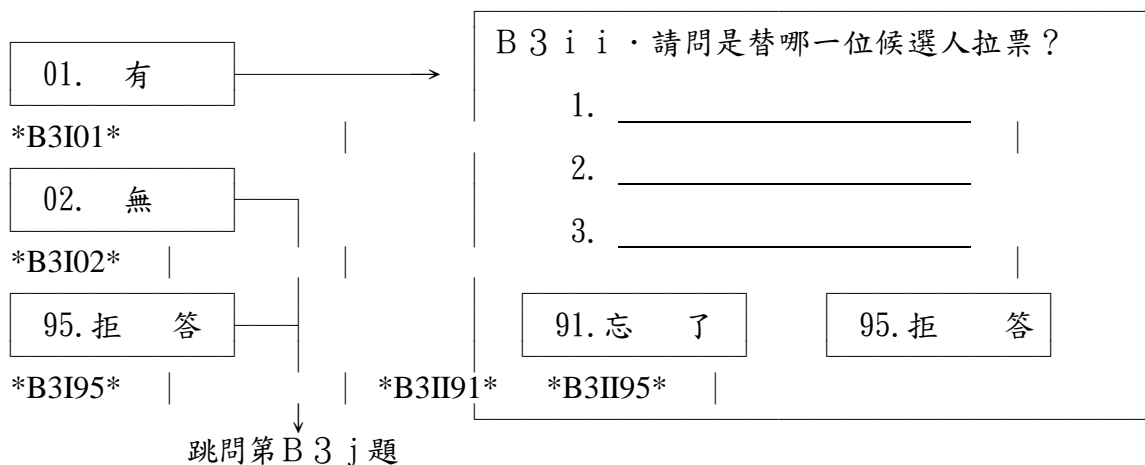 Ｂ３ｉｉ．請問是替哪一位候選人拉票？
01. 有
1.
*B3I01*
2.
02. 無
3.
*B3I02*
95.拒 答
91.忘 了
95.拒 答
*B3I95* *B3II91* *B3II95*
跳問第Ｂ３ｊ題